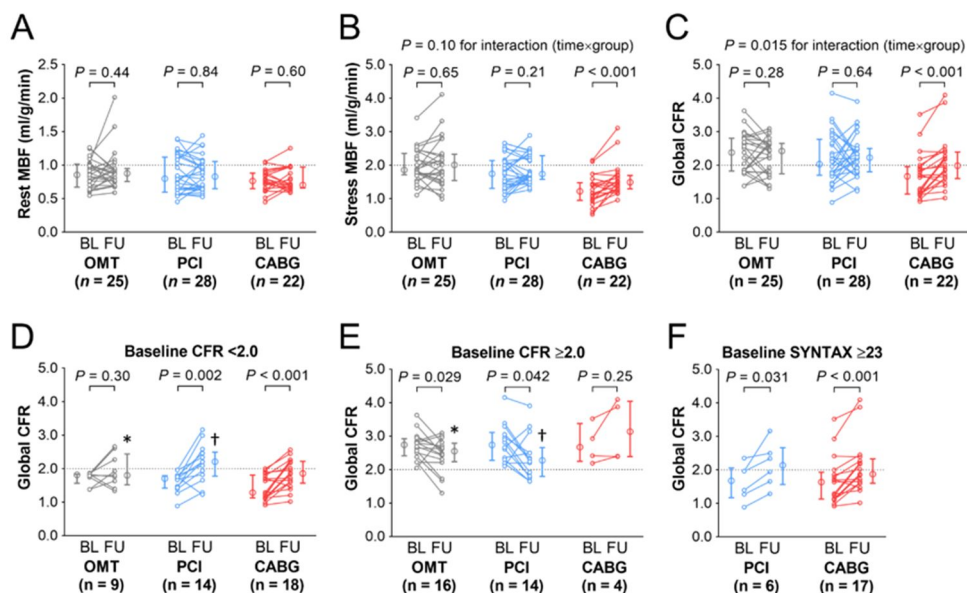 A
P = 0.44
P = 0.84
P = 0.60
Rest MBF (ml/g/min)
2.5
2.0
1.5
1.0
0.5
0.0
BL FU
BL FU
BL FU
OMT
PCI
CABG
(n = 25)
(n = 28)
(n = 22)
B
P = 0.10 for interaction (time×group)
P = 0.65
P = 0.21
P < 0.001
Stress MBF (ml/g/min)
5.0
4.0
3.0
2.0
1.0
0.0
BL FU
BL FU
BL FU
OMT
PCI
CABG
(n = 25)
(n = 28)
(n = 22)
C
P = 0.015 for interaction (time×group)
P = 0.28
P = 0.64
P < 0.001
Global CFR
5.0
4.0
3.0
2.0
1.0
0.0
BL FU
BL FU
BL FU
OMT
PCI
CABG
(n = 25)
(n = 28)
(n = 22)
D
Baseline CFR <2.0
P = 0.30
P = 0.002
P < 0.001
Global CFR
5.0
4.0
3.0
2.0
1.0
0.0
*
†
BL FU
BL FU
BL FU
OMT
PCI
CABG
(n = 9)
(n = 14)
(n = 18)
E
Baseline CFR ≥2.0
P = 0.029
P = 0.042
P = 0.25
Global CFR
5.0
4.0
3.0
2.0
1.0
0.0
*
†
BL FU
BL FU
BL FU
OMT
PCI
CABG
(n = 16)
(n = 14)
(n = 4)
F
Baseline SYNTAX ≥23
P = 0.031
P < 0.001
Global CFR
5.0
4.0
3.0
2.0
1.0
0.0
BL FU
BL FU
PCI
CABG
(n = 6)
(n = 17)